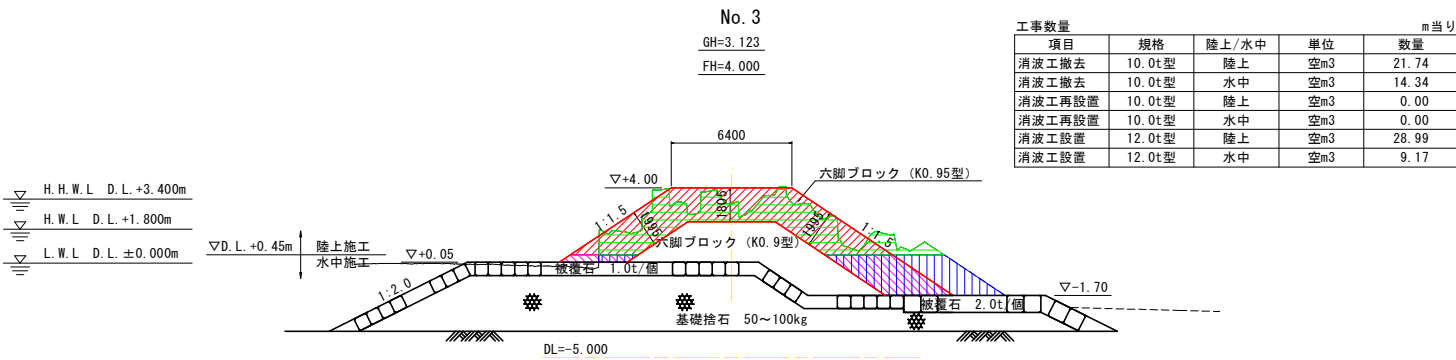 No. 3
GH=3.123
FH=4.000
工事数量 m当り
項目 規格 陸上/水中 単位 数量
消波工撤去 10.0t型 陸上 空m3 21.74
消波工撤去 10.0t型 水中 空m3 14.34
消波工再設置 10.0t型 陸上 空m3 0.00
消波工再設置 10.0t型 水中 空m3 0.00
消波工設置 12.0t型 陸上 空m3 28.99
消波工設置 12.0t型 水中 空m3 9.17
6400
▽+4.00
六脚ブロック (K0.95型)
H.H.W.L D.L.+3.400m
H.W.L D.L.+1.800m
L.W.L D.L.±0.000m
▽D.L.+0.45m
陸上施工
水中施工
▽+0.05
1:1.5
1995
1805
1995
1:1.5
六脚ブロック (K0.9型)
被覆石 1.0t/個
1:2.0
▽-1.70
被覆石 2.0t/個
基礎捨石 50～100kg
DL=-5.000